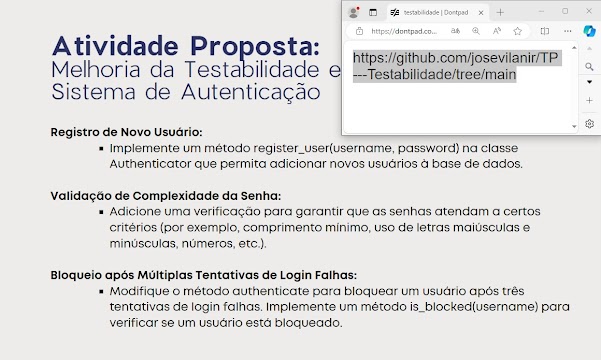 Atividade Proposta:
Melhoria da Testabilidade e
Sistema de Autenticação
testabilidade | Dontpad
https://dontpad.co...
https://github.com/josevilanir/TP
---Testabilidade/tree/main
Registro de Novo Usuário:
Implemente um método register_user(username, password) na classe
Authenticator que permita adicionar novos usuários à base de dados.
Validação de Complexidade da Senha:
Adicione uma verificação para garantir que as senhas atendam a certos
critérios (por exemplo, comprimento mínimo, uso de letras maiúsculas e
minúsculas, números, etc.).
Bloqueio após Múltiplas Tentativas de Login Falhas:
Modifique o método authenticate para bloquear um usuário após três
tentativas de login falhas. Implemente um método is_blocked(username) para
verificar se um usuário está bloqueado.